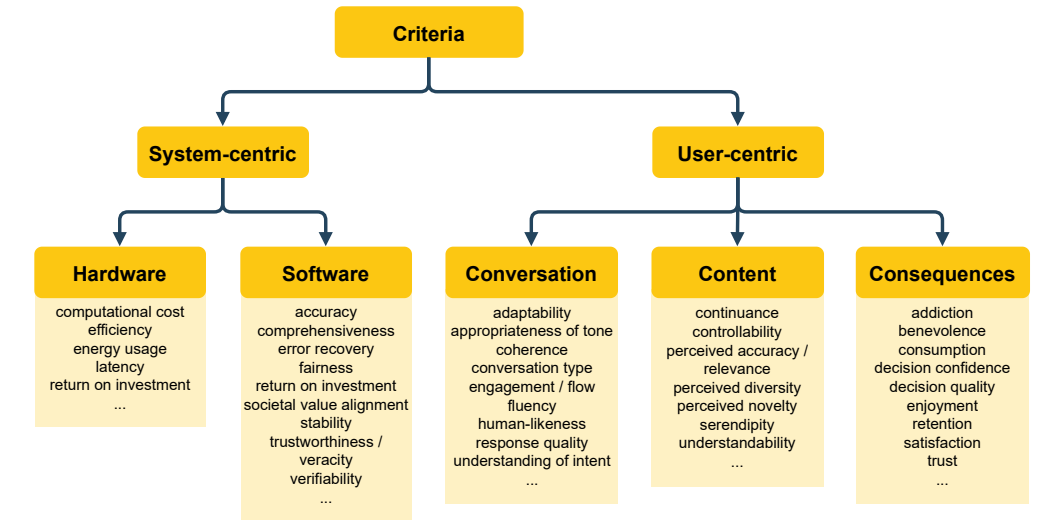 Criteria
System-centric
User-centric
Hardware
computational cost
efficiency
energy usage
latency
return on investment
...
Software
accuracy
comprehensiveness
error recovery
fairness
return on investment
societal value alignment
stability
trustworthiness /
veracity
verifiability
...
Conversation
adaptability
appropriateness of tone
coherence
conversation type
engagement / flow
fluency
human-likeness
response quality
understanding of intent
...
Content
continuance
controllability
perceived accuracy /
relevance
perceived diversity
perceived novelty
serendipity
understandability
...
Consequences
addiction
benevolence
consumption
decision confidence
decision quality
enjoyment
retention
satisfaction
trust
...